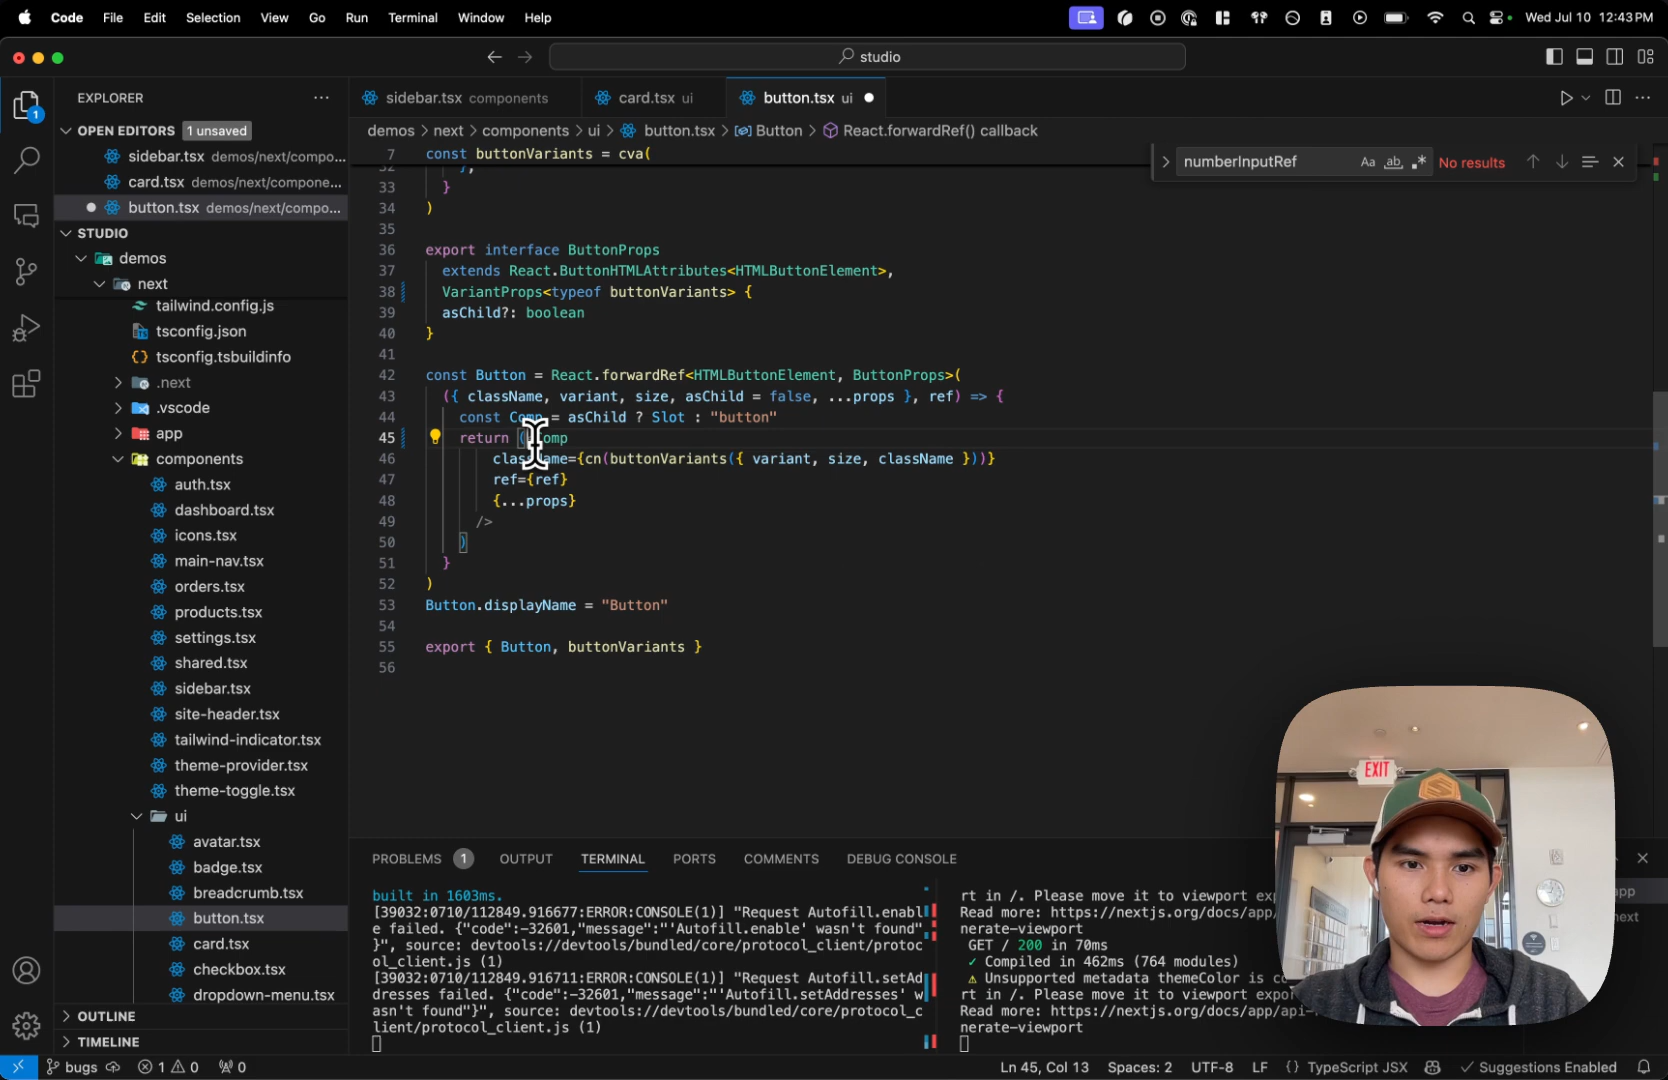 Code File Edit Selection View Go Run Terminal Window Help Wed Jul 10 12:43 PM
studio
EXPLORER
sidebar.tsx components card.tsx ui button.tsx ui
OPEN EDITORS 1 unsaved
demos > next > components > ui > button.tsx > Button > React.forwardRef() callback
sidebar.tsx demos/next/compo...
card.tsx demos/next/compone...
button.tsx demos/next/compo...
numberInputRef Aa ab No results
STUDIO
demos
next
tailwind.config.js
tsconfig.json
tsconfig.tsbuildinfo
.next
.vscode
app
components
auth.tsx
dashboard.tsx
icons.tsx
main-nav.tsx
orders.tsx
products.tsx
settings.tsx
shared.tsx
sidebar.tsx
site-header.tsx
tailwind-indicator.tsx
theme-provider.tsx
theme-toggle.tsx
ui
avatar.tsx
badge.tsx
breadcrumb.tsx
button.tsx
card.tsx
checkbox.tsx
dropdown-menu.tsx
OUTLINE
TIMELINE
7 const buttonVariants = cva(
32 },
33 }
34 )
35
36 export interface ButtonProps
37 extends React.ButtonHTMLAttributes<HTMLButtonElement>,
38 VariantProps<typeof buttonVariants> {
39 asChild?: boolean
40 }
41
42 const Button = React.forwardRef<HTMLButtonElement, ButtonProps>(
43 ({ className, variant, size, asChild = false, ...props }, ref) => {
44 const Comp = asChild ? Slot : "button"
45 return (
46 ={cn(buttonVariants({ variant, size, className }))}
47 ref={ref}
48 {...props}
49 />
50 )
51 }
52 )
53 Button.displayName = "Button"
54
55 export { Button, buttonVariants }
56
PROBLEMS 1 OUTPUT TERMINAL PORTS COMMENTS DEBUG CONSOLE
built in 1603ms.
[39032:0710/112849.916677:ERROR:CONSOLE(1)] "Request Autofill.enabl
e failed. {"code":-32601,"message":"'Autofill.enable' wasn't found"
}", source: devtools://devtools/bundled/core/protocol_client/protoc
ol_client.js (1)
[39032:0710/112849.916711:ERROR:CONSOLE(1)] "Request Autofill.setAd
dresses failed. {"code":-32601,"message":"'Autofill.setAddresses' w
asn't found"}", source: devtools://devtools/bundled/core/protocol_c
lient/protocol_client.js (1)
rt in /. Please move it to viewport exp
Read more: https://nextjs.org/docs/app/
nerate-viewport
GET / 200 in 70ms
✓ Compiled in 462ms (764 modules)
⚠ Unsupported metadata themeColor is c
rt in /. Please move it to viewport expo
Read more: https://nextjs.org/docs/app/api-
nerate-viewport
EXIT
bugs 1 0 0 Ln 45, Col 13 Spaces: 2 UTF-8 LF {} TypeScript JSX Suggestions Enabled